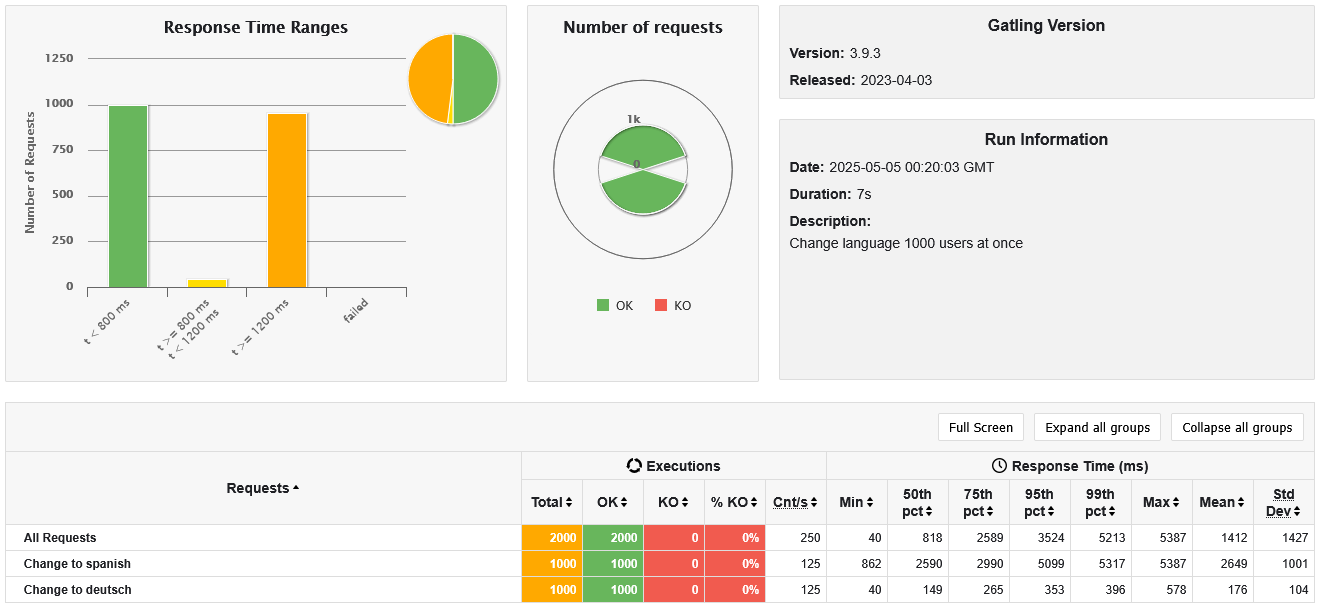 Response Time Ranges
Number of Requests
1250
1000
750
500
250
0
t < 800 ms
t >= 800 ms
t < 1200 ms
t >= 1200 ms
failed
Number of requests
1k
0
OK
KO
Gatling Version
Version: 3.9.3
Released: 2023-04-03
Run Information
Date: 2025-05-05 00:20:03 GMT
Duration: 7s
Description:
Change language 1000 users at once
Full Screen Expand all groups Collapse all groups
Requests Executions Response Time (ms)
Total OK KO % KO Cnt/s Min 50th pct 75th pct 95th pct 99th pct Max Mean Std Dev
All Requests 2000 2000 0 0% 250 40 818 2589 3524 5213 5387 1412 1427
Change to spanish 1000 1000 0 0% 125 862 2590 2990 5099 5317 5387 2649 1001
Change to deutsch 1000 1000 0 0% 125 40 149 265 353 396 578 176 104